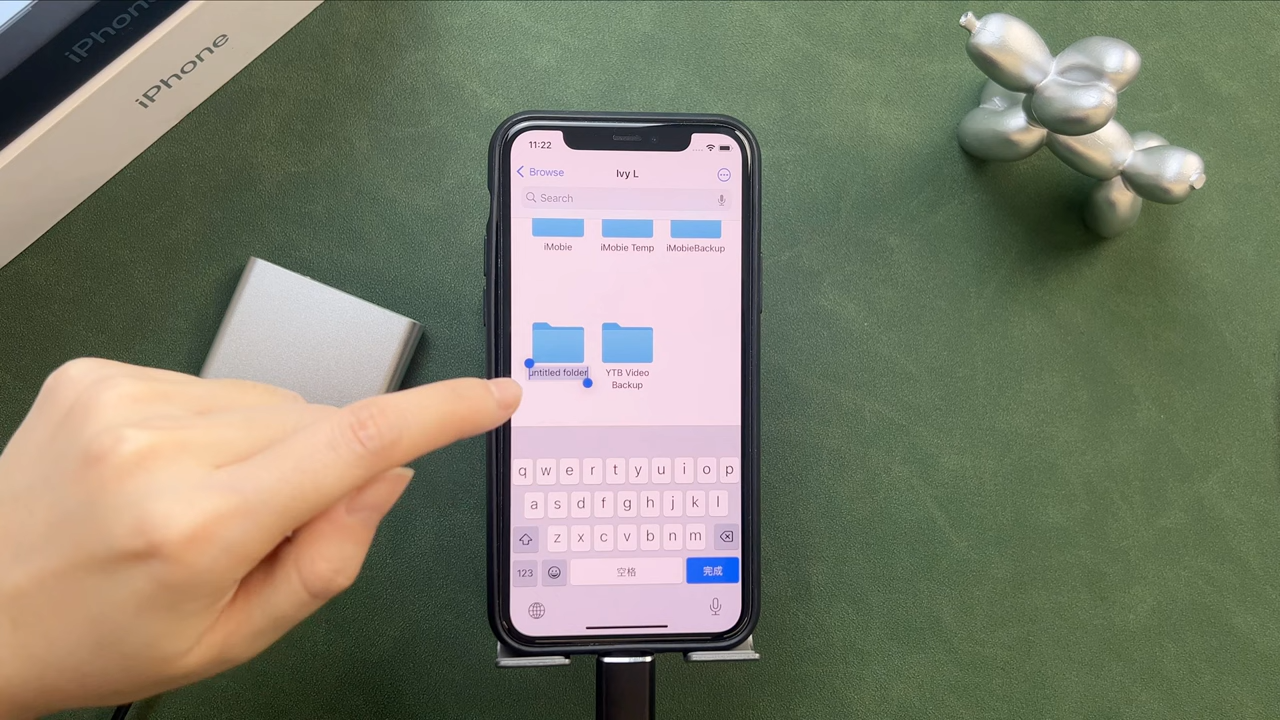 iPhone
iPhone
11:22
Browse
Ivy L
Search
iMobie
iMobie Temp
iMobieBackup
untitled folder
YTB Video
Backup
q w e r t y u i o p
a s d f g h j k l
z x c v b n m
123
空格
完成